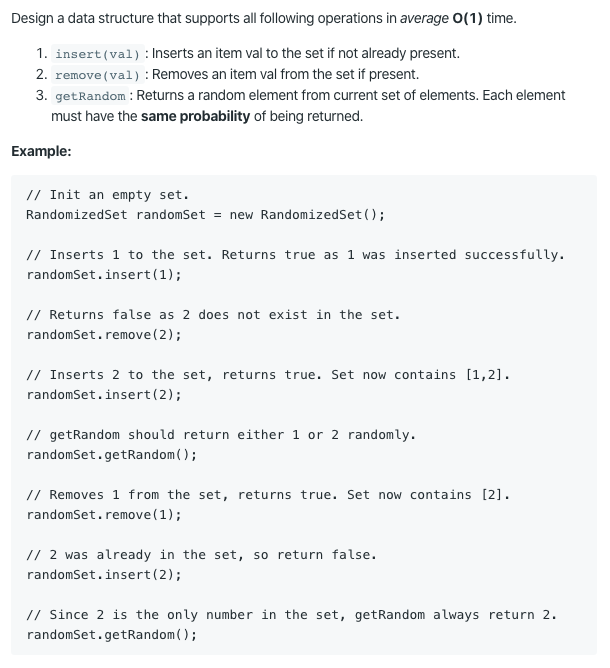 Design a data structure that supports all following operations in average O(1) time.
1. insert(val) : Inserts an item val to the set if not already present.
2. remove(val) : Removes an item val from the set if present.
3. getRandom : Returns a random element from current set of elements. Each element
must have the same probability of being returned.
Example:
// Init an empty set.
RandomizedSet randomSet = new RandomizedSet();
// Inserts 1 to the set. Returns true as 1 was inserted successfully.
randomSet.insert(1);
// Returns false as 2 does not exist in the set.
randomSet.remove(2);
// Inserts 2 to the set, returns true. Set now contains [1,2].
randomSet.insert(2);
// getRandom should return either 1 or 2 randomly.
randomSet.getRandom();
// Removes 1 from the set, returns true. Set now contains [2].
randomSet.remove(1);
// 2 was already in the set, so return false.
randomSet.insert(2);
// Since 2 is the only number in the set, getRandom always return 2.
randomSet.getRandom();